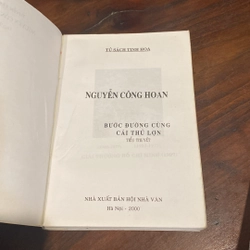 TỦ SÁCH TINH HOA
NGUYỄN CÔNG HOAN
BƯỚC ĐƯỜNG CÙNG
CÁI THỦ LỢN
TIỂU THUYẾT
NHÀ XUẤT BẢN HỘI NHÀ VĂN
Hà Nội - 2000